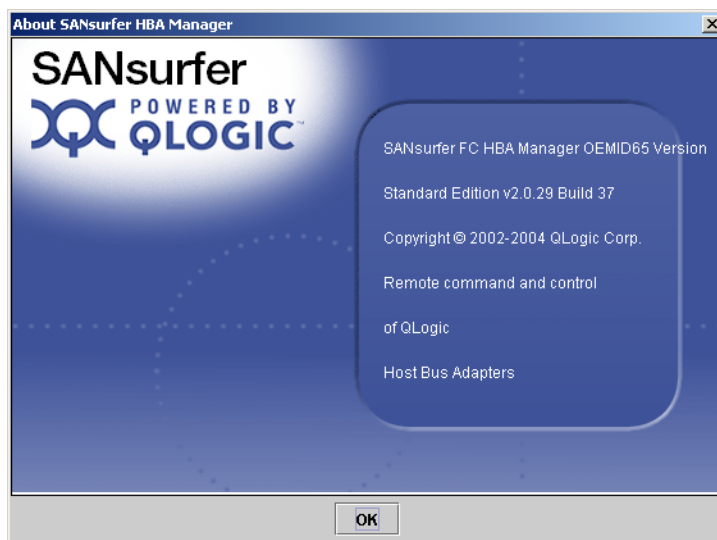 About SANsurfer HBA Manager
SANsurfer
POWERED BY
QLOGIC™
SANsurfer FC HBA Manager OEMID65 Version
Standard Edition v2.0.29 Build 37
Copyright © 2002-2004 QLogic Corp.
Remote command and control
of QLogic
Host Bus Adapters
OK